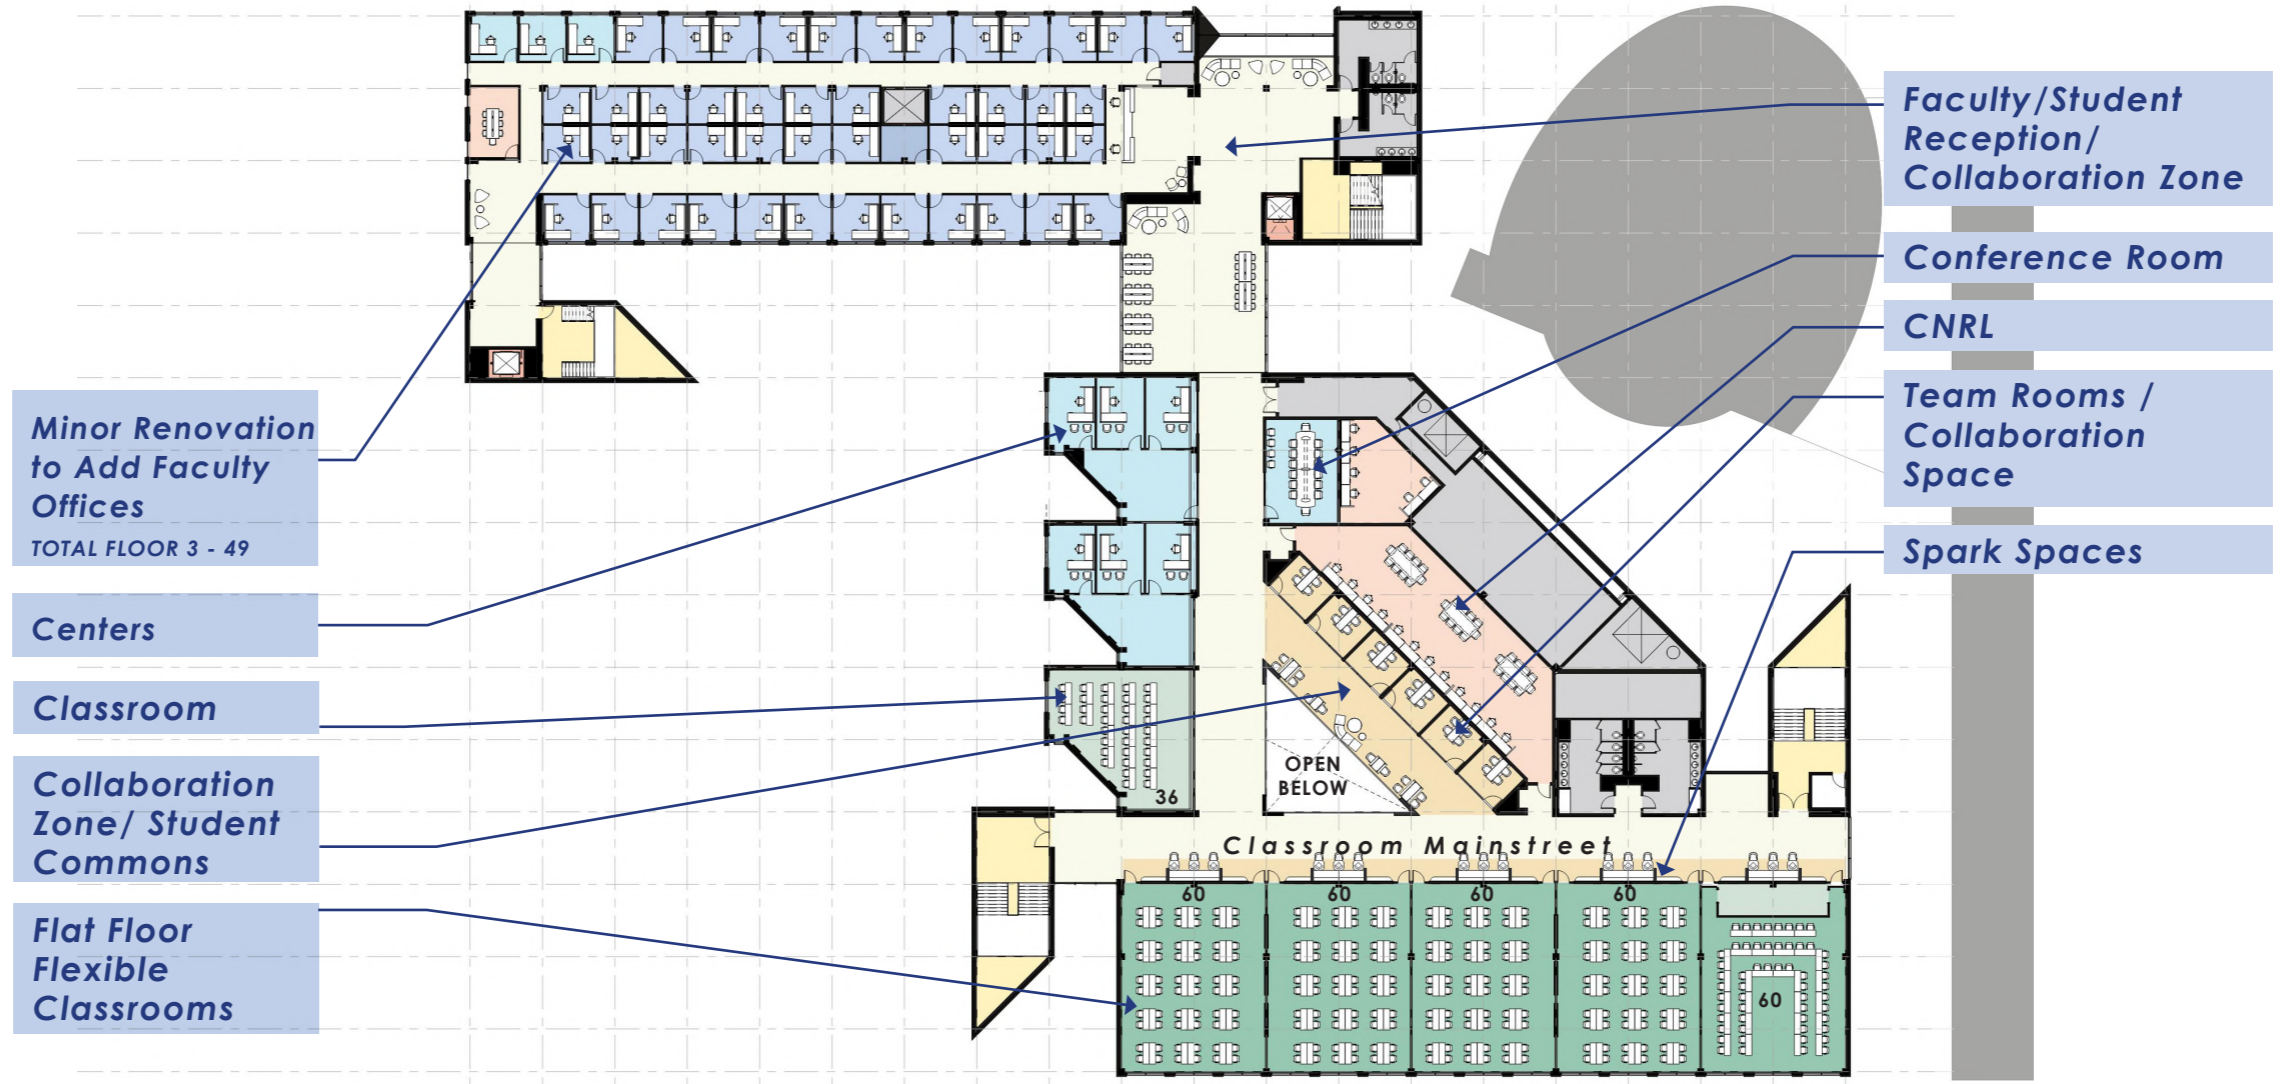 Faculty/Student
Reception/
Collaboration Zone
Conference Room
CNRL
Team Rooms /
Collaboration
Space
Spark Spaces
Minor Renovation
to Add Faculty
Offices
TOTAL FLOOR 3 - 49
Centers
Classroom
Collaboration
Zone/ Student
Commons
Flat Floor
Flexible
Classrooms
OPEN
BELOW
36
Classroom Mainstreet
60
60
60
60
60